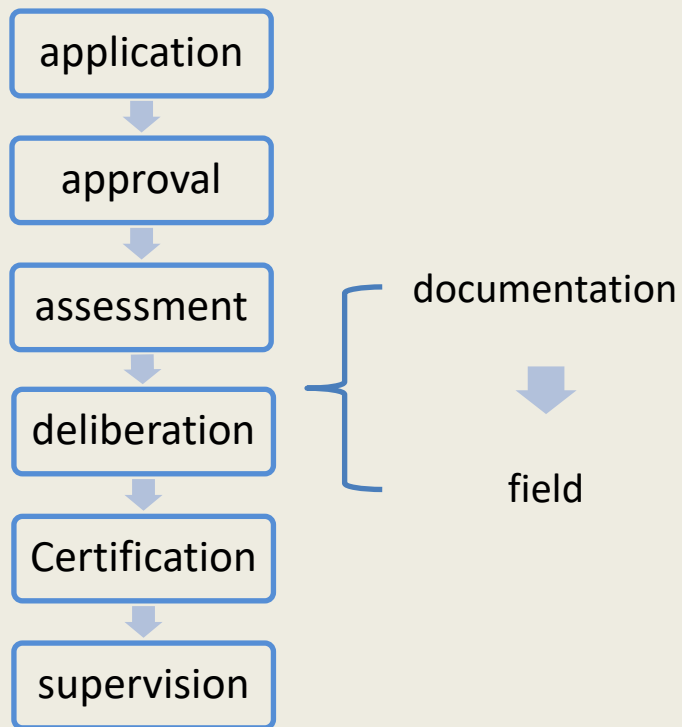 application
approval
assessment
deliberation
Certification
supervision
documentation
field